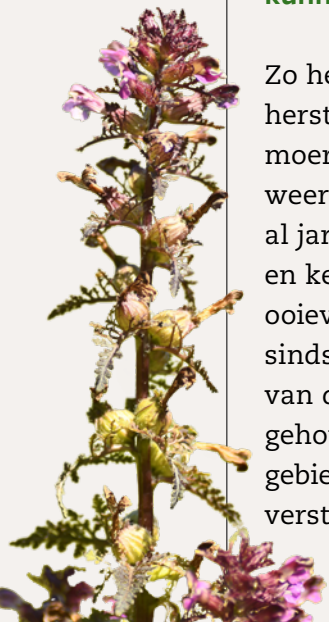 Zo he
herst
moer
weer
al jar
en ke
ooiev
sinds
van d
gehou
gebie
verst